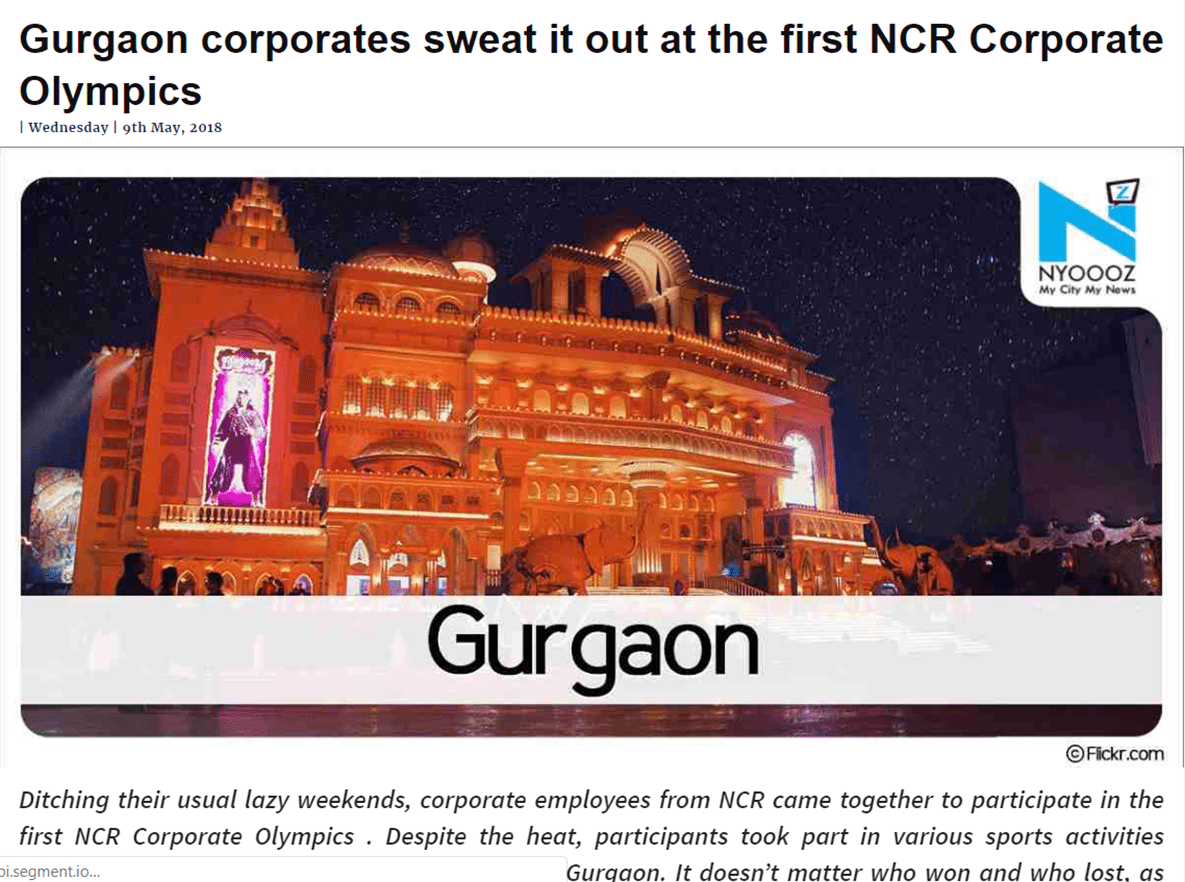 Gurgaon corporates sweat it out at the first NCR Corporate
Olympics
| Wednesday | 9th May, 2018
Z
NYOOOZ
My City My News
Gurgaon
©Flickr.com
Ditching their usual lazy weekends, corporate employees from NCR came together to participate in the
first NCR Corporate Olympics . Despite the heat, participants took part in various sports activities
pi.segment.io...
Gurgaon. It doesn’t matter who won and who lost, as